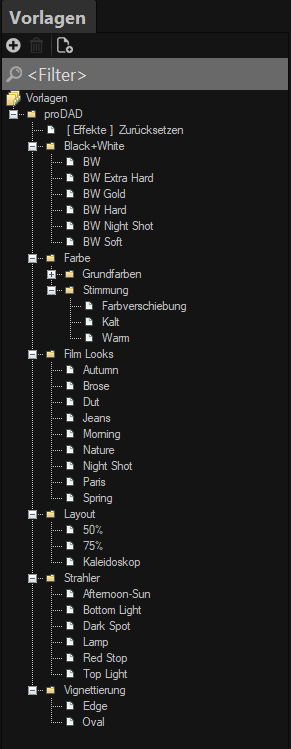 Vorlagen
<Filter>
Vorlagen
proDAD
[ Effekte ] Zurücksetzen
Black+White
BW
BW Extra Hard
BW Gold
BW Hard
BW Night Shot
BW Soft
Farbe
Grundfarben
Stimmung
Farbverschiebung
Kalt
Warm
Film Looks
Autumn
Brose
Dut
Jeans
Morning
Nature
Night Shot
Paris
Spring
Layout
50%
75%
Kaleidoskop
Strahler
Afternoon-Sun
Bottom Light
Dark Spot
Lamp
Red Stop
Top Light
Vignettierung
Edge
Oval